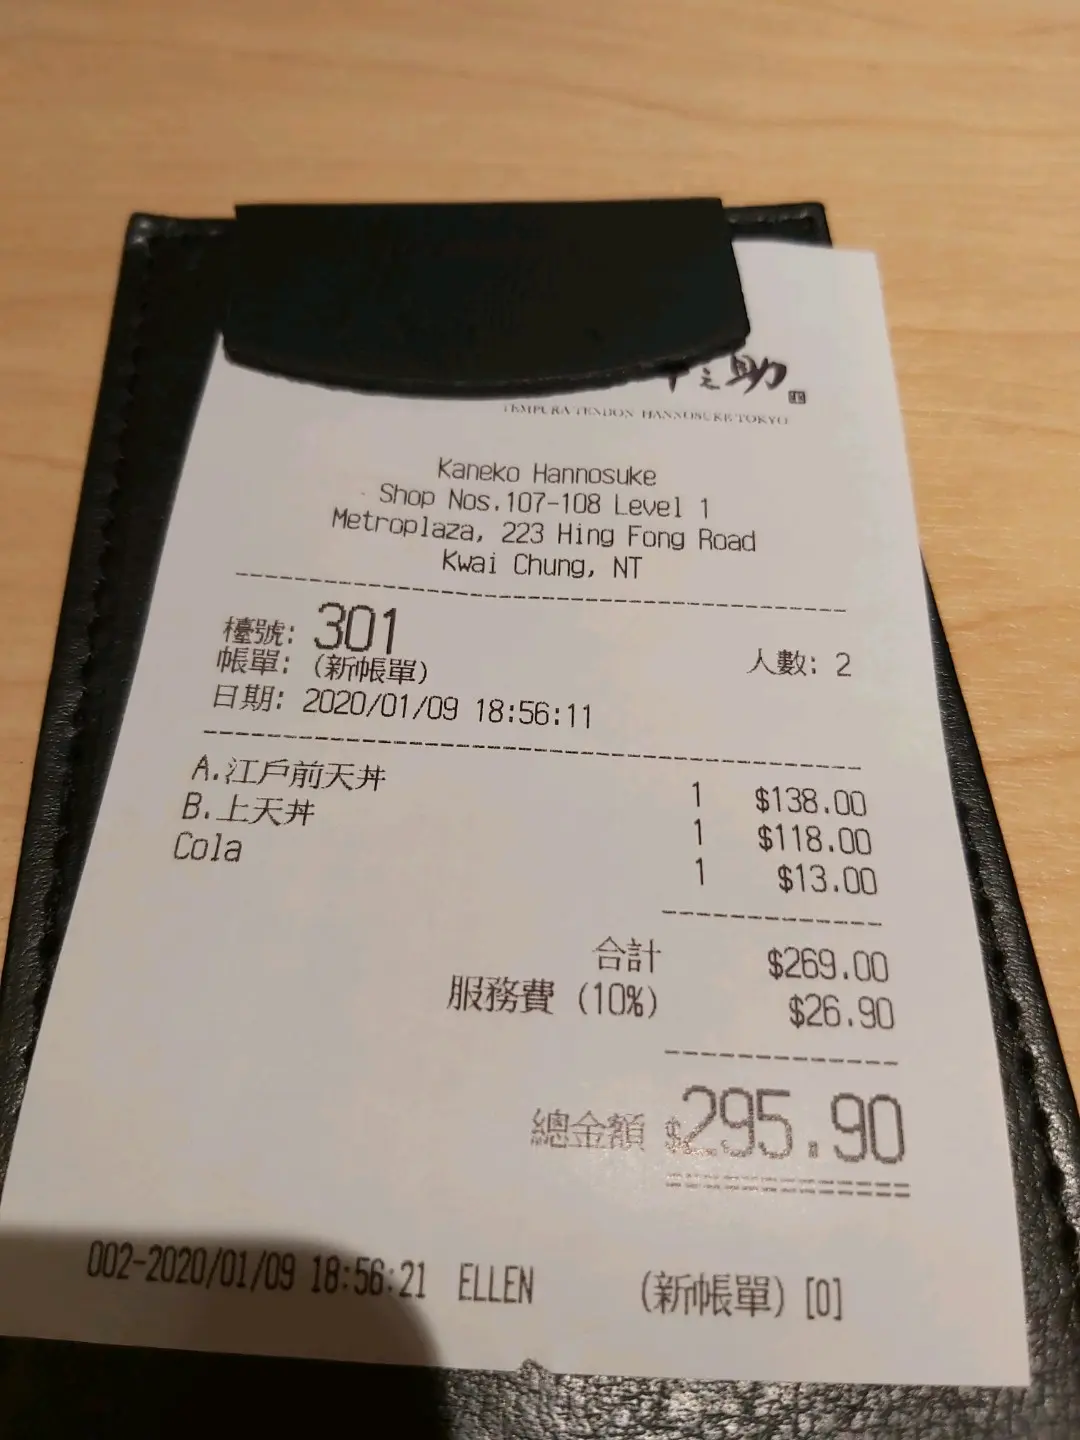 之助
TEMPURA TENDON HANNOSUKE TOKYO
Kaneko Hannosuke
Shop Nos.107-108 Level 1
Metroplaza, 223 Hing Fong Road
Kwai Chung, NT
檯號: 301
人數: 2
帳單: (新帳單)
日期: 2020/01/09 18:56:11
A.江戶前天丼 1 $138.00
B.上天丼 1 $118.00
Cola 1 $13.00
合計 $269.00
服務費 (10%) $26.90
總金額 $295.90
002-2020/01/09 18:56:21 ELLEN (新帳單) [0]